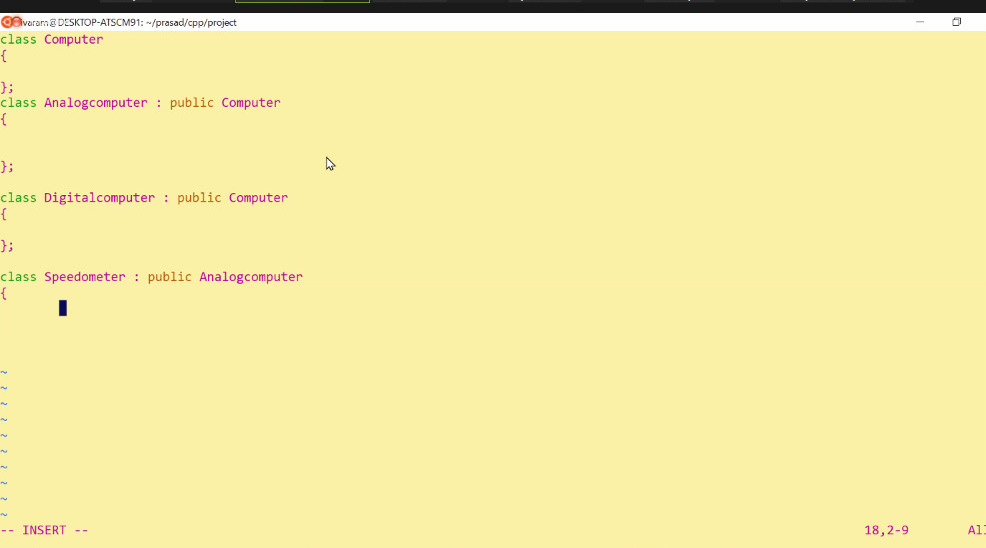 ivaram@DESKTOP-ATSCM91: ~/prasad/cpp/project
class Computer
{
};
class Analogcomputer : public Computer
{
};
class Digitalcomputer : public Computer
{
};
class Speedometer : public Analogcomputer
{
~
~
~
~
~
~
~
~
~
~
-- INSERT --
18,2-9
All